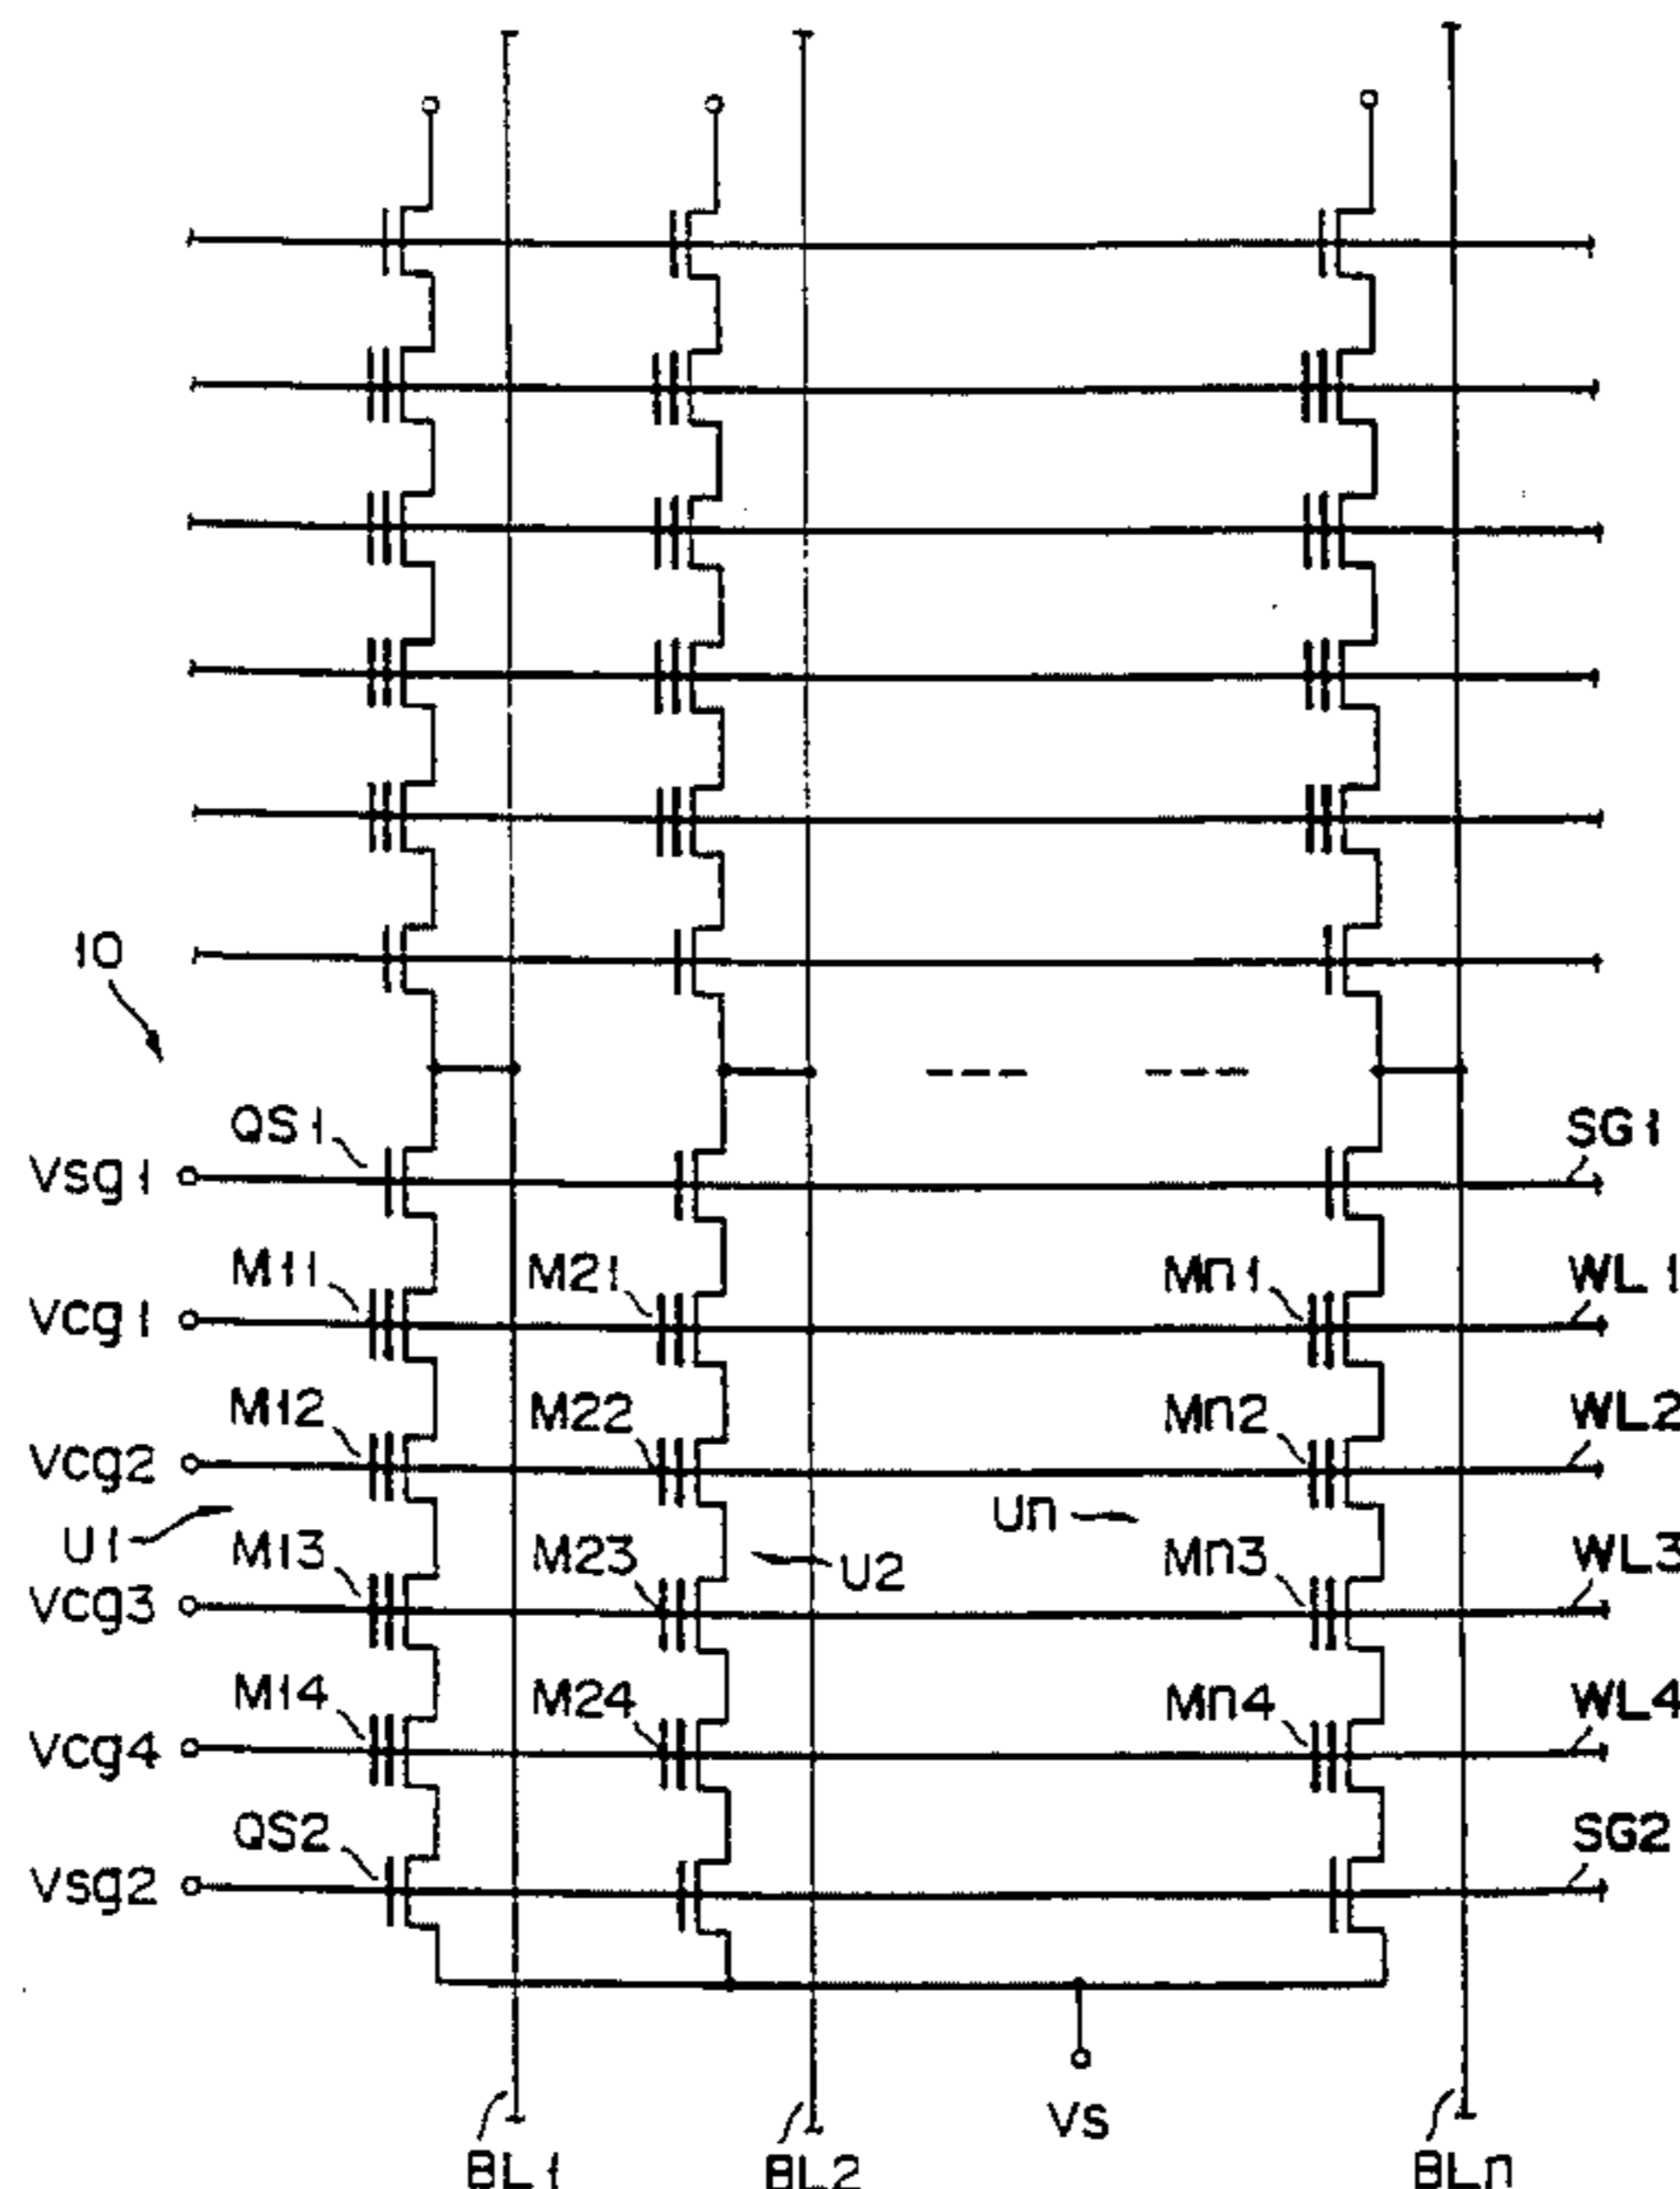 10
QS1
SG1
Vsg1
M11
M21
Mn1
WL1
Vcg1
M12
M22
Mn2
WL2
Vcg2
U1
Un
M13
M23
U2
Mn3
WL3
Vcg3
M14
M24
Mn4
WL4
Vcg4
QS2
SG2
Vsg2
Vs
BL1
BL2
BLn